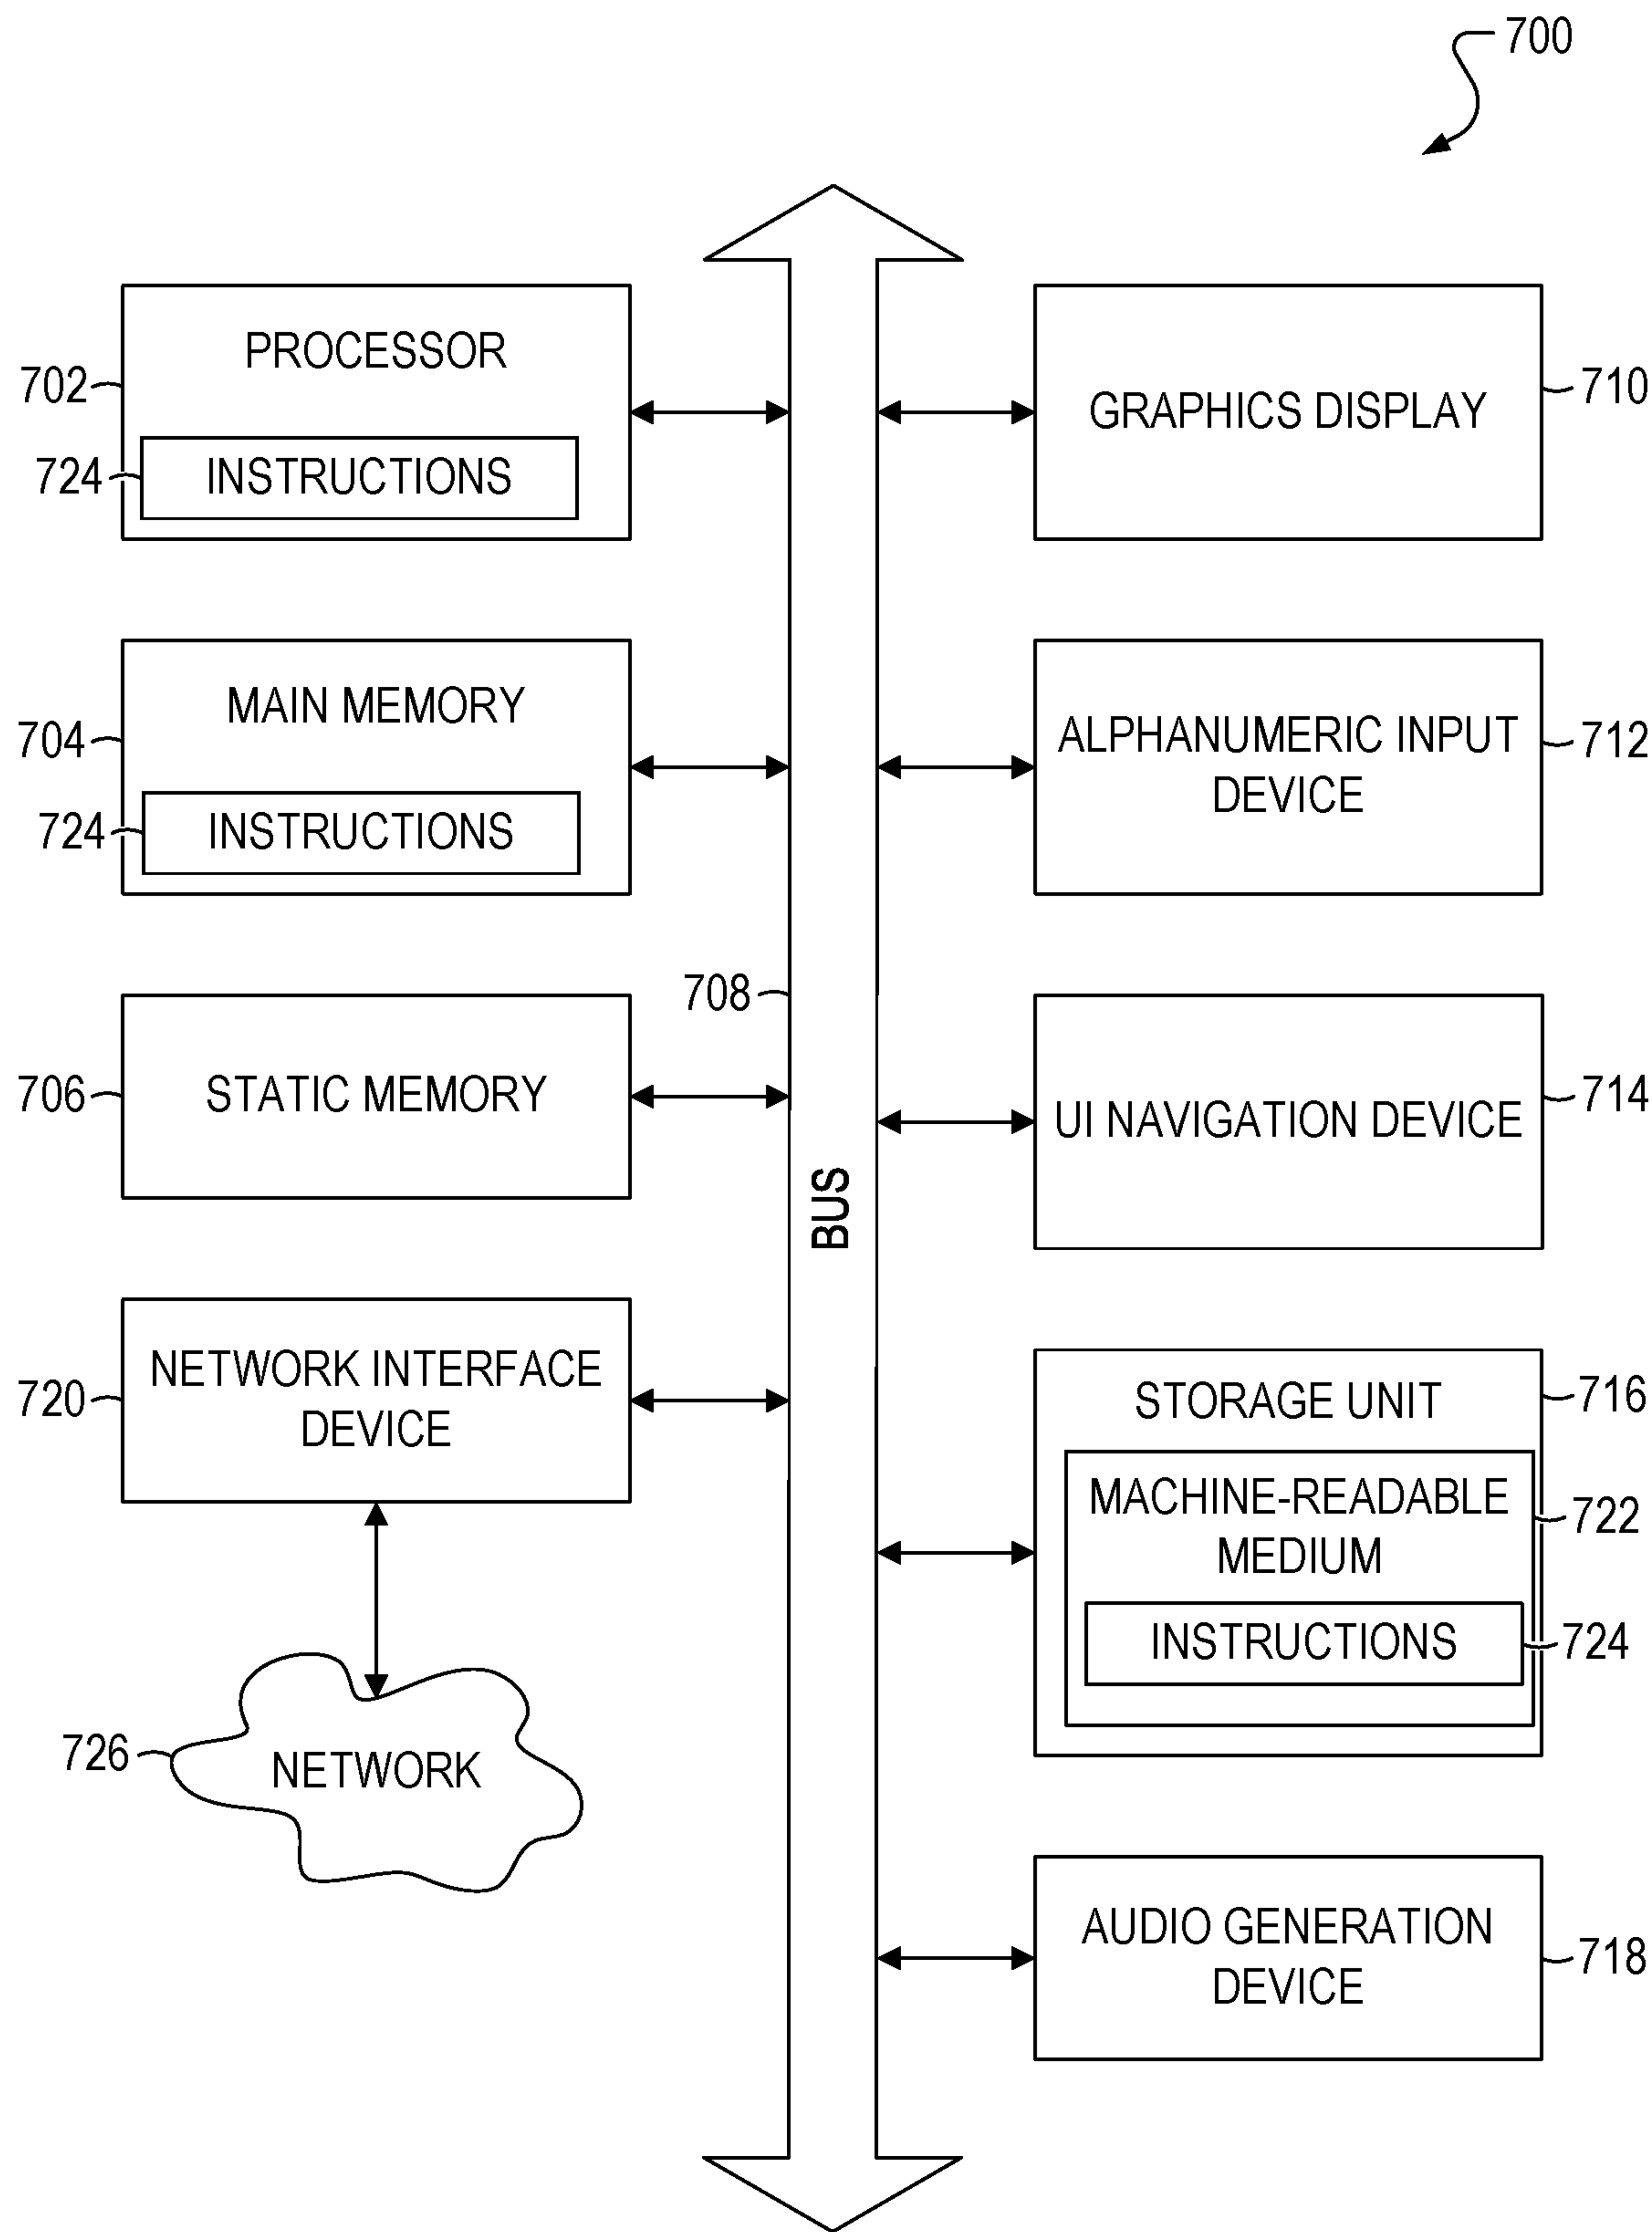 700
PROCESSOR
702
724
INSTRUCTIONS
MAIN MEMORY
704
724
INSTRUCTIONS
708
706
STATIC MEMORY
BUS
720
NETWORK INTERFACE
DEVICE
726
NETWORK
GRAPHICS DISPLAY
710
ALPHANUMERIC INPUT
DEVICE
712
UI NAVIGATION DEVICE
714
STORAGE UNIT
716
MACHINE-READABLE
MEDIUM
722
INSTRUCTIONS
724
AUDIO GENERATION
DEVICE
718